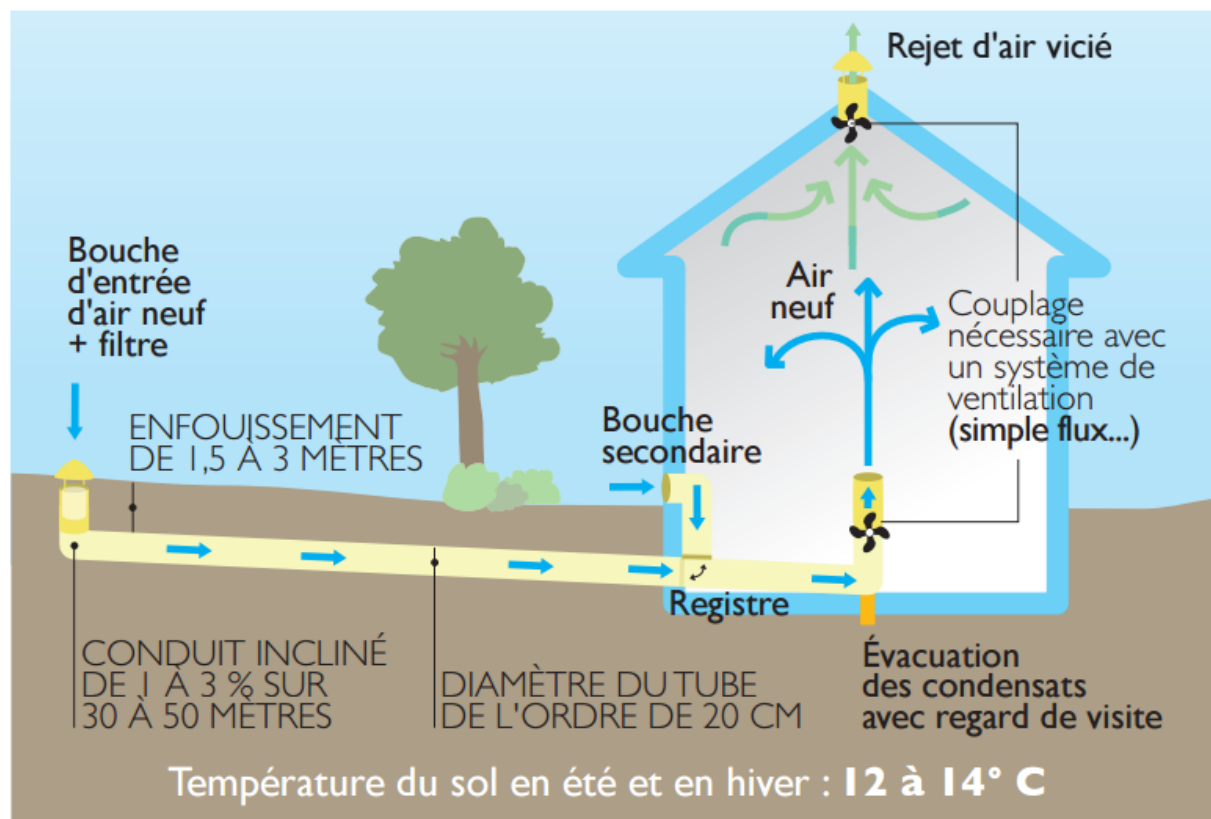 Rejet d'air vicié
Bouche
d'entrée
d'air neuf
+ filtre
Air
neuf
Couplage
nécessaire avec
un système de
ventilation
(simple flux...)
ENFOUISSEMENT
DE 1,5 À 3 MÈTRES
Bouche
secondaire
Registre
CONDUIT INCLINÉ
DE 1 À 3 % SUR
30 À 50 MÈTRES
DIAMÈTRE DU TUBE
DE L'ORDRE DE 20 CM
Évacuation
des condensats
avec regard de visite
Température du sol en été et en hiver : 12 à 14° C